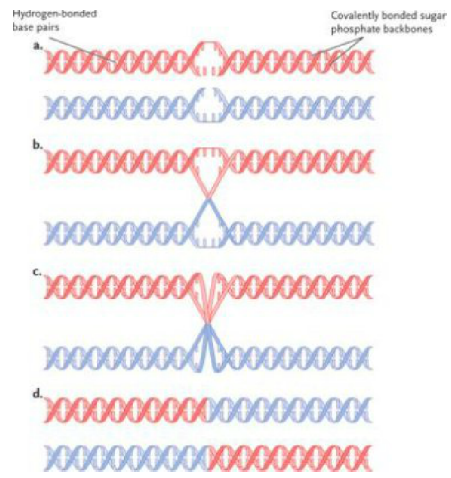 Hydrogen-bonded
base pairs
Covalently bonded sugar
phosphate backbones
a.
b.
c.
d.